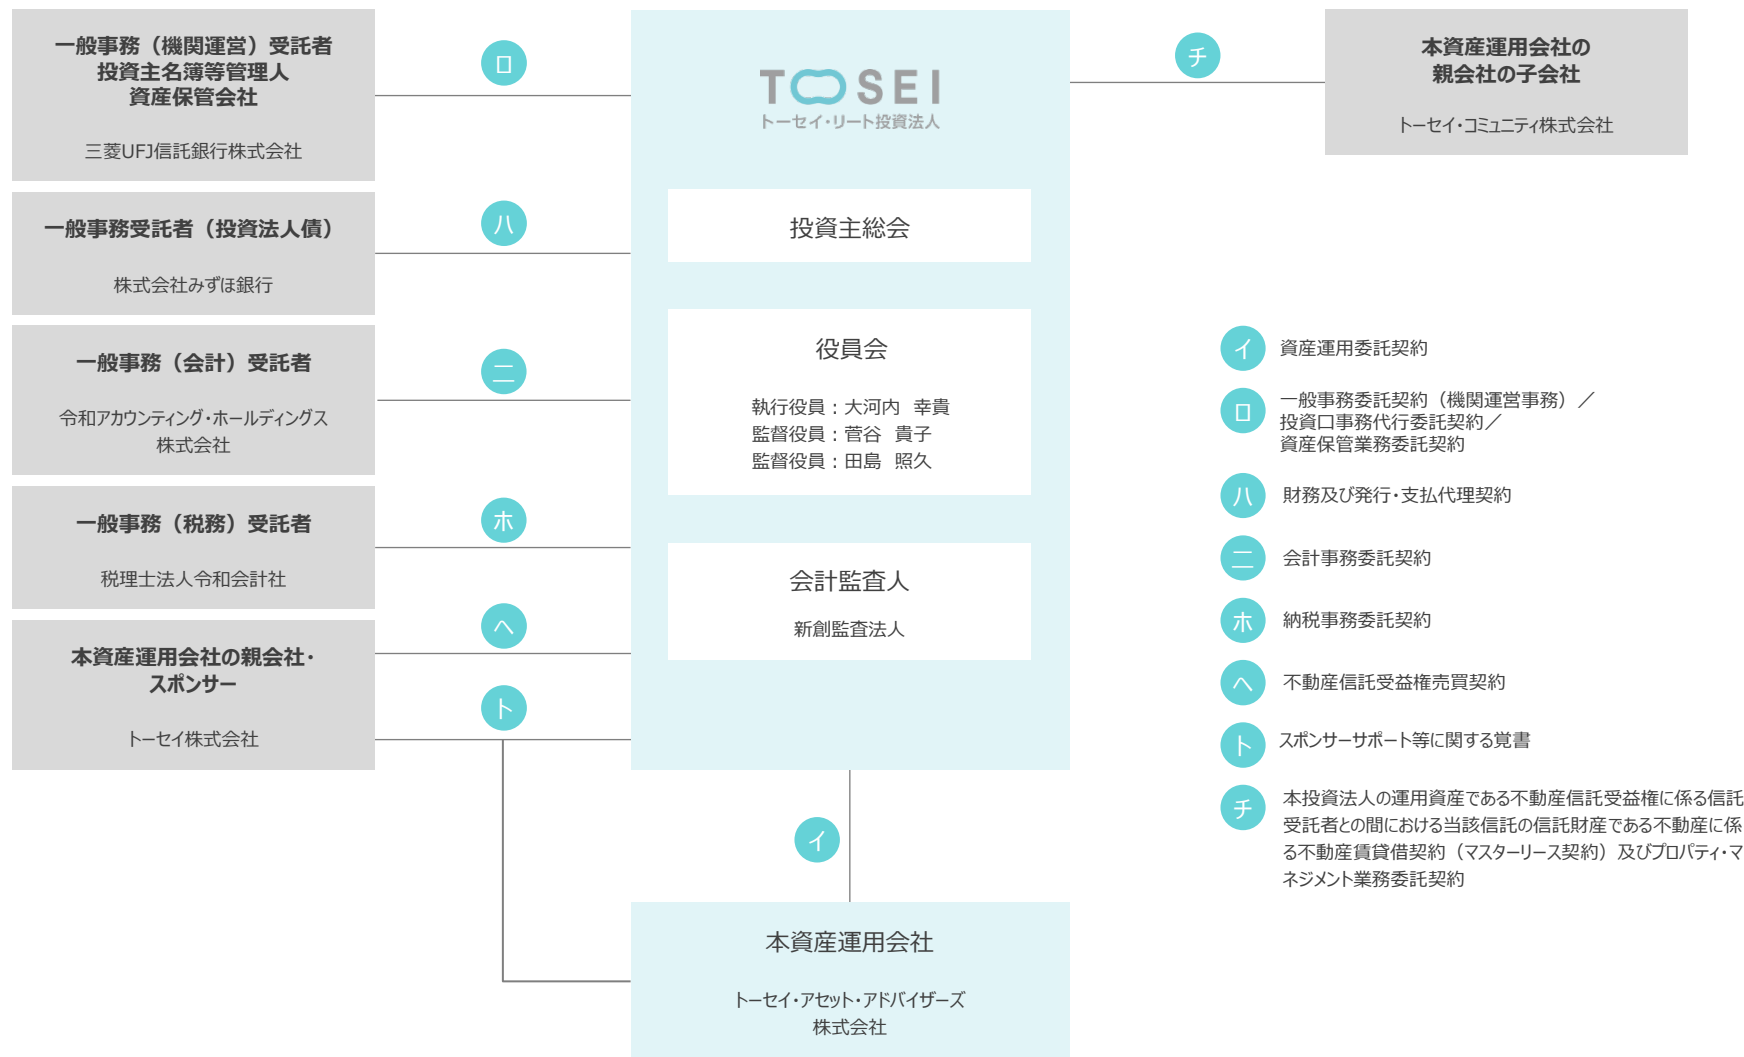 一般事務（機関運営）受託者
投資主名簿等管理人
資産保管会社
三菱UFJ信託銀行株式会社
ロ
一般事務受託者（投資法人債）
株式会社みずほ銀行
ハ
一般事務（会計）受託者
令和アカウンティング・ホールディングス
株式会社
ニ
一般事務（税務）受託者
税理士法人令和会計社
ホ
本資産運用会社の親会社・
スポンサー
トーセイ株式会社
ヘ
ト
TOSEI
トーセイ・リート投資法人
投資主総会
役員会
執行役員：大河内 幸貴
監督役員：菅谷 貴子
監督役員：田島 照久
会計監査人
新創監査法人
イ
本資産運用会社
トーセイ・アセット・アドバイザーズ
株式会社
チ
本資産運用会社の
親会社の子会社
トーセイ・コミュニティ株式会社
イ 資産運用委託契約
ロ 一般事務委託契約（機関運営事務）／
投資口事務代行委託契約／
資産保管業務委託契約
ハ 財務及び発行・支払代理契約
ニ 会計事務委託契約
ホ 納税事務委託契約
ヘ 不動産信託受益権売買契約
ト スポンサーサポート等に関する覚書
チ 本投資法人の運用資産である不動産信託受益権に係る信託
受託者との間における当該信託の信託財産である不動産に係
る不動産賃貸借契約（マスターリース契約）及びプロパティ・マ
ネジメント業務委託契約